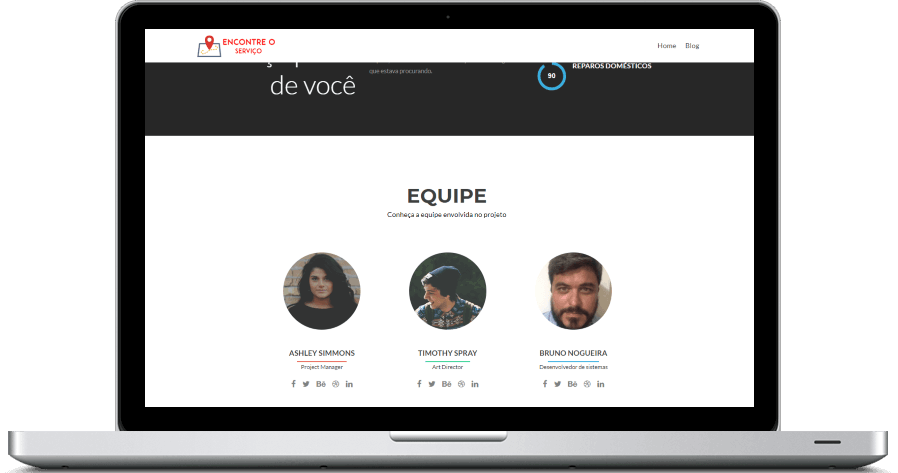 ENCONTRE O
SERVIÇO
Home Blog
de você
que estava procurando.
90
REPAROS DOMÉSTICOS
EQUIPE
Conheça a equipe envolvida no projeto
ASHLEY SIMMONS
Project Manager
TIMOTHY SPRAY
Art Director
BRUNO NOGUEIRA
Desenvolvedor de sistemas